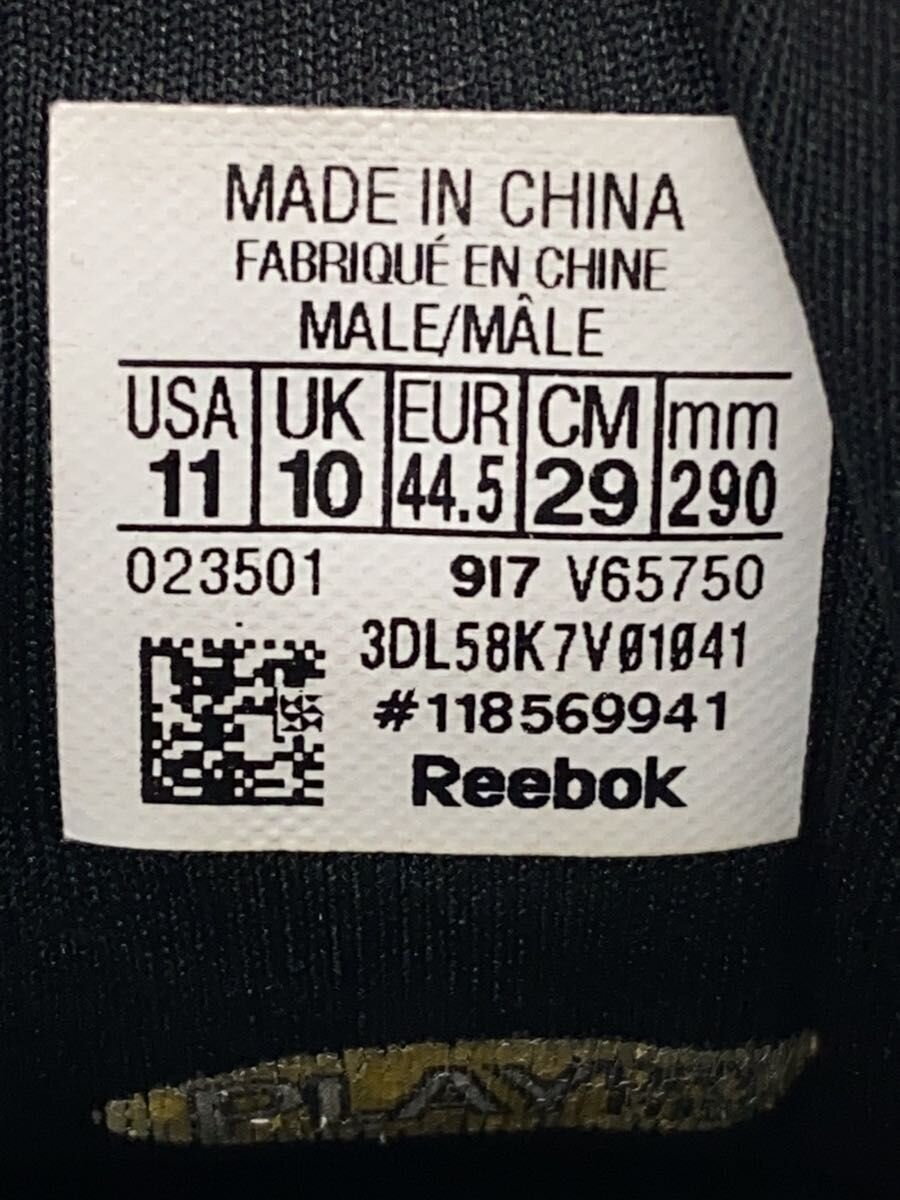 MADE IN CHINA
FABRIQUÉ EN CHINE
MALE/MÂLE
USA UK EUR CM mm
11 10 44.5 29 290
023501 917 V65750
3DL58K7V01041
#118569941
Reebok